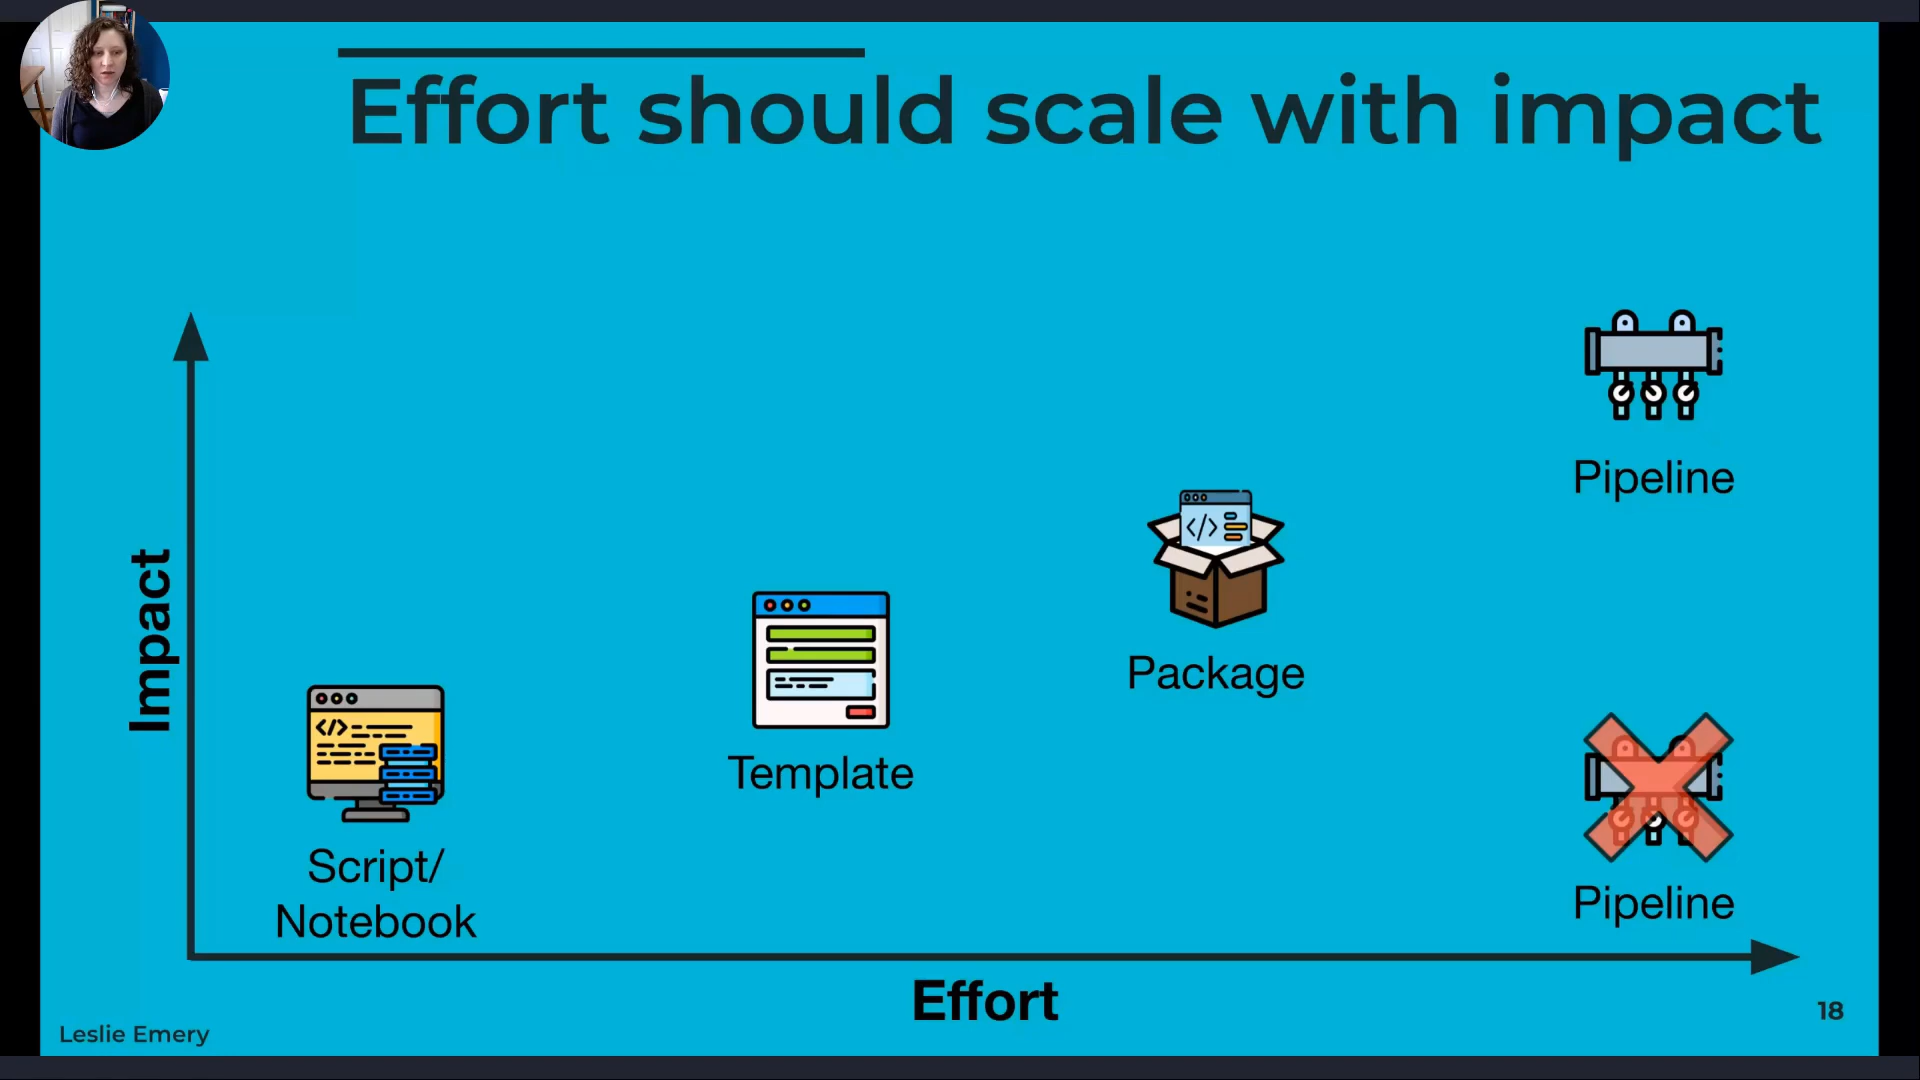 Effort should scale with impact
Impact
Pipeline
Package
Template
Script/
Notebook
Pipeline
Effort
Leslie Emery
18